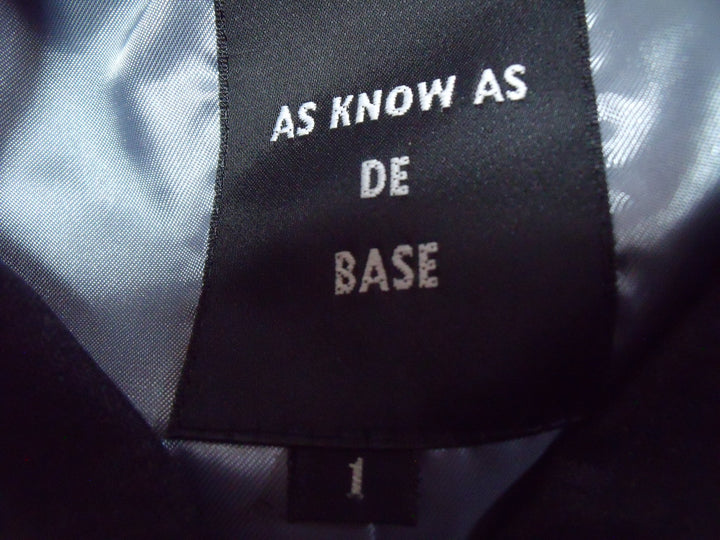 AS KNOW AS
DE
BASE
1